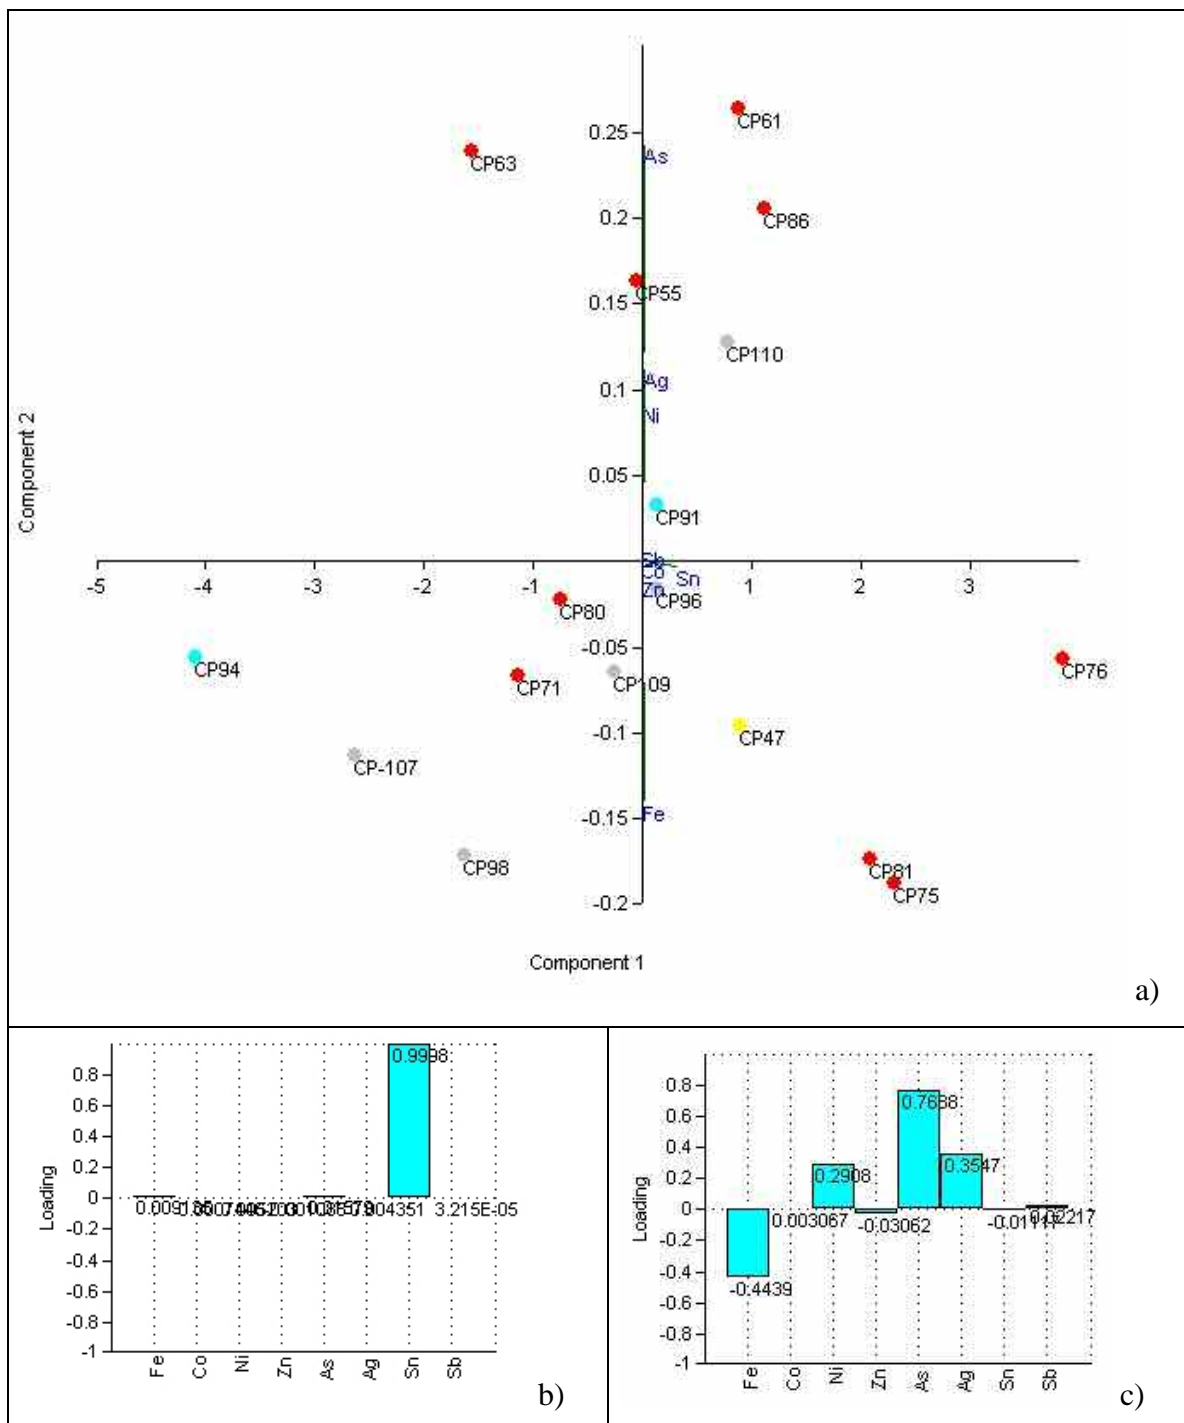 CP61
0.25
As
CP63
0.2
CP86
CP55
0.15
CP110
0.1
Ag
Ni
Component 2
0.05
CP91
Sb
-5 -4 -3 -2 -1 1 2 3
Co
Sn
Zn
CP96
CP80
-0.05
CP94
CP109
CP76
CP71
-0.1
CP47
CP-107
Fe
-0.15
CP98
CP81
CP75
-0.2
Component 1
a)
0.9998
0.8
0.6
0.4
0.2
0
3.215E-05
-0.2
-0.4
-0.6
-0.8
-1
Loading
Fe Co Ni Zn As Ag Sn Sb
b)
0.8
0.7688
0.6
0.4
0.2908
0.3547
0.2
0
0.003067
-0.03062
0.02217
-0.2
-0.4
-0.4439
-0.6
-0.8
-1
Loading
Fe Co Ni Zn As Ag Sn Sb
c)